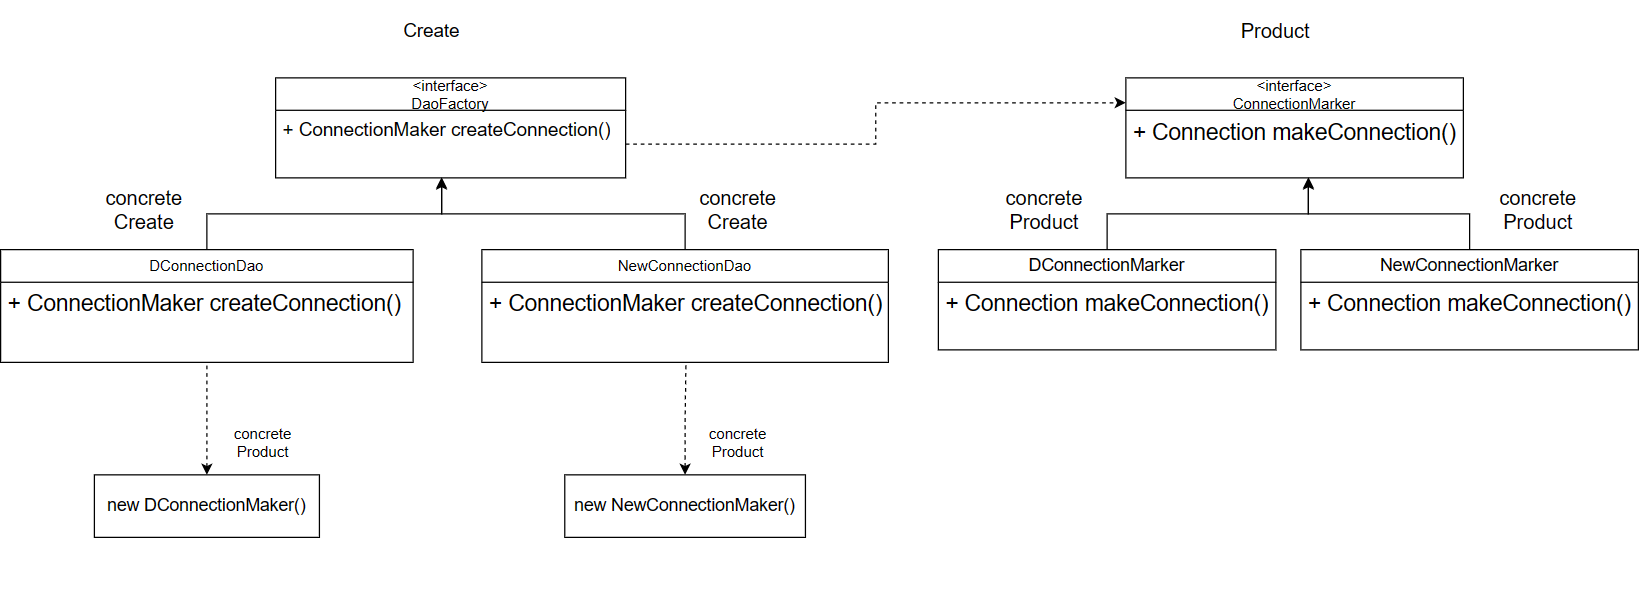 Create
Product
<interface>
DaoFactory
+ ConnectionMaker createConnection()
<interface>
ConnectionMarker
+ Connection makeConnection()
concrete
Create
concrete
Create
concrete
Product
concrete
Product
DConnectionDao
+ ConnectionMaker createConnection()
NewConnectionDao
+ ConnectionMaker createConnection()
DConnectionMarker
+ Connection makeConnection()
NewConnectionMarker
+ Connection makeConnection()
concrete
Product
concrete
Product
new DConnectionMaker()
new NewConnectionMaker()